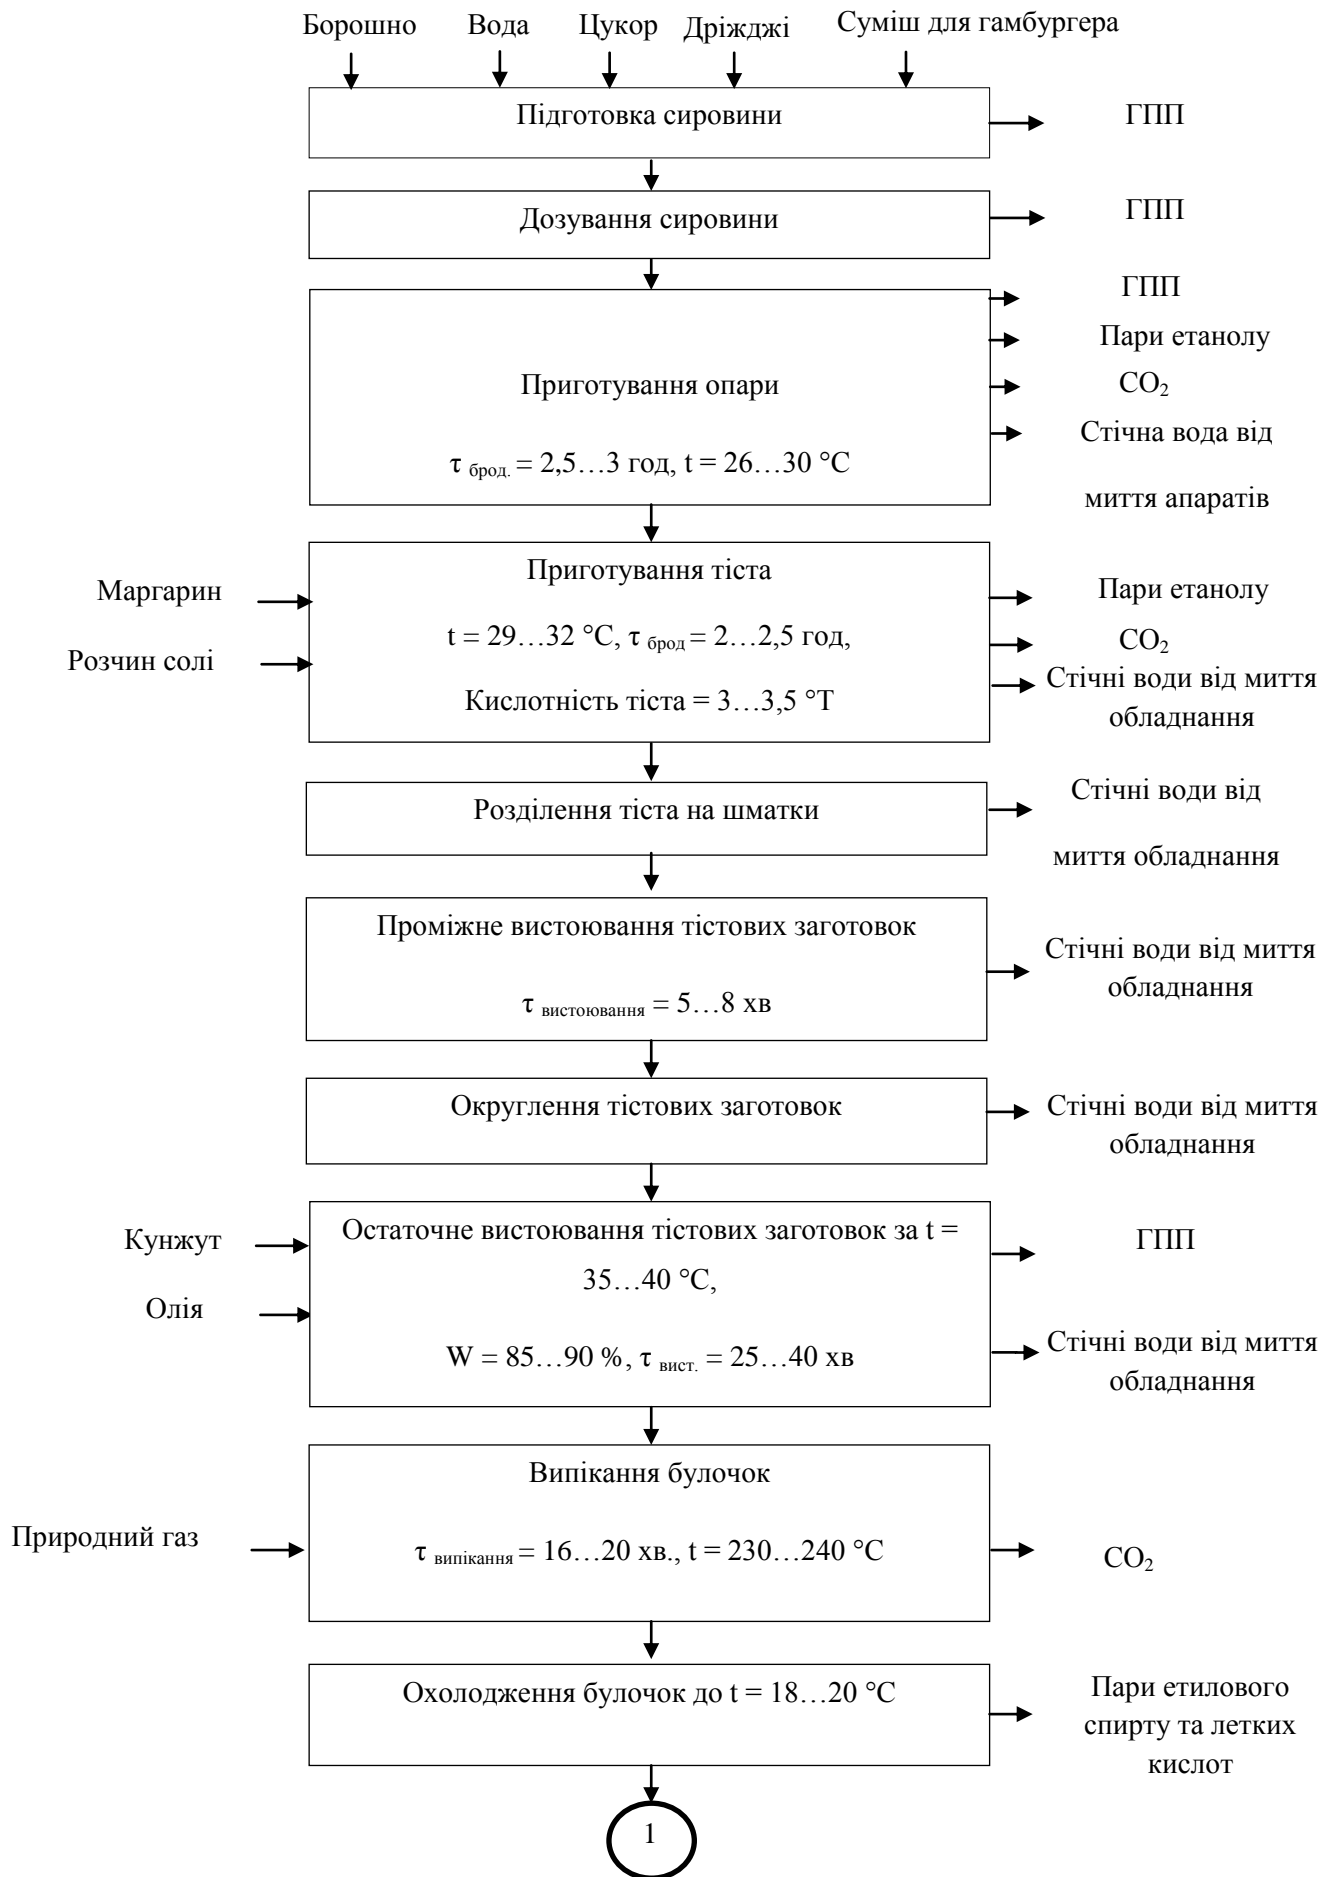 Борошно Вода Цукор Дріжджі Суміш для гамбургера
Підготовка сировини
ГПП
Дозування сировини
ГПП
ГПП
Пари етанолу
Приготування опари
CO₂
Стічна вода від
τ брод. = 2,5…3 год, t = 26…30 °C
миття апаратів
Приготування тіста
Маргарин
Пари етанолу
t = 29…32 °C, τ брод = 2…2,5 год,
CO₂
Розчин солі
Стічні води від миття
Кислотність тіста = 3…3,5 °Т
обладнання
Розділення тіста на шматки
Стічні води від
миття обладнання
Проміжне вистоювання тістових заготовок
Стічні води від миття
обладнання
τ вистоювання = 5…8 хв
Округлення тістових заготовок
Стічні води від миття
обладнання
Остаточне вистоювання тістових заготовок за t =
Кунжут
ГПП
35…40 °C,
Олія
W = 85…90 %, τ вист. = 25…40 хв
Стічні води від миття
обладнання
Випікання булочок
Природний газ
τ випікання = 16…20 хв., t = 230…240 °C
CO₂
Охолодження булочок до t = 18…20 °C
Пари етилового
спирту та летких
кислот
1